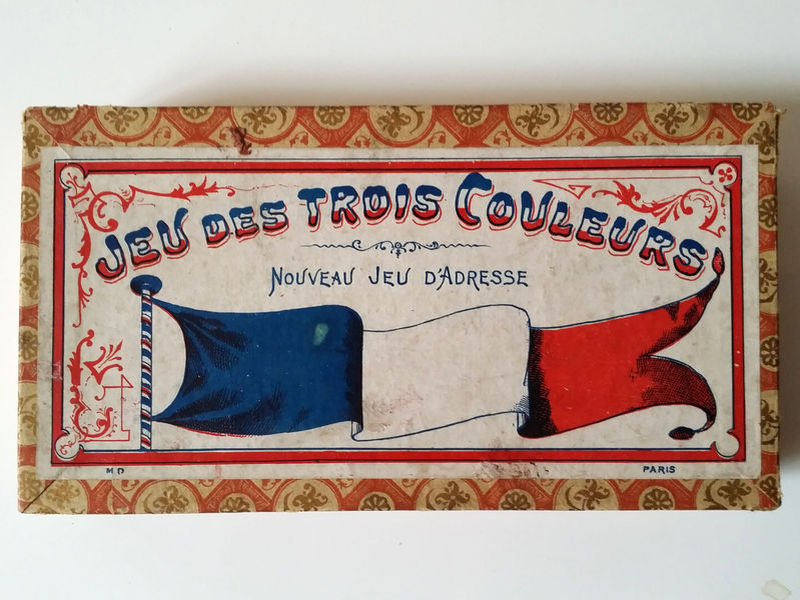 JEU DES TROIS COULEURS
NOUVEAU JEU D'ADRESSE
M D
PARIS